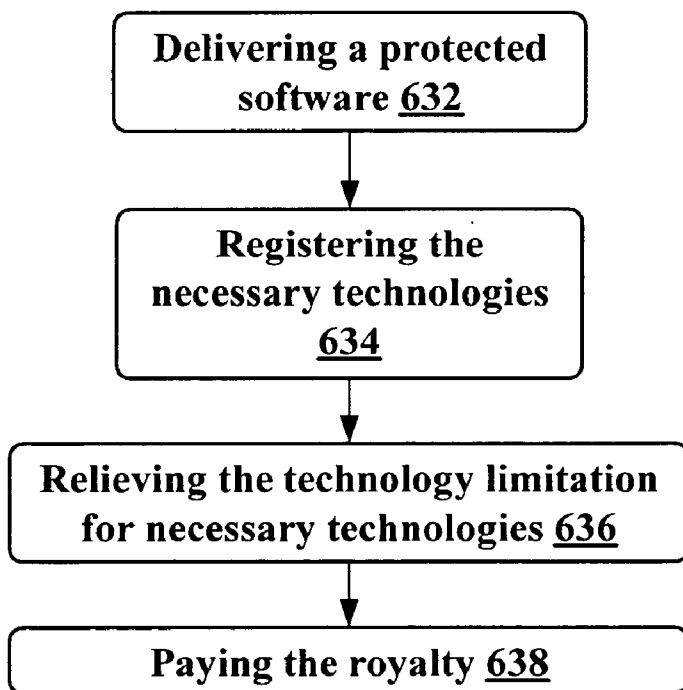 Delivering a protected
software 632
Registering the
necessary technologies
634
Relieving the technology limitation
for necessary technologies 636
Paying the royalty 638